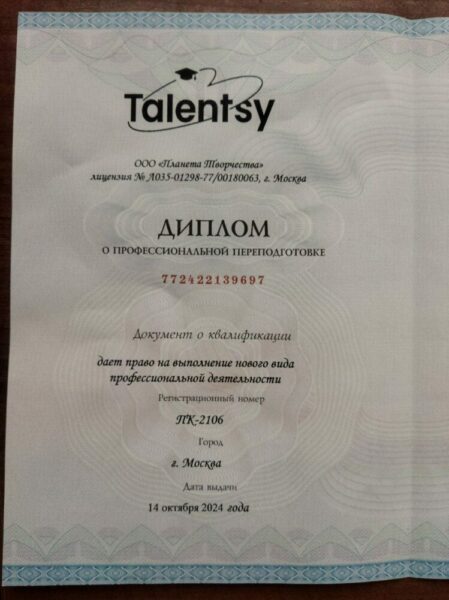 Talentsy
ООО «Планета Творчества»
лицензия № Л035-01298-77/00180063, г. Москва
ДИПЛОМ
О ПРОФЕССИОНАЛЬНОЙ ПЕРЕПОДГОТОВКЕ
772422139697
Документ о квалификации
дает право на выполнение нового вида
профессиональной деятельности
Регистрационный номер
ПК-2106
Город
г. Москва
Дата выдачи
14 октября 2024 года